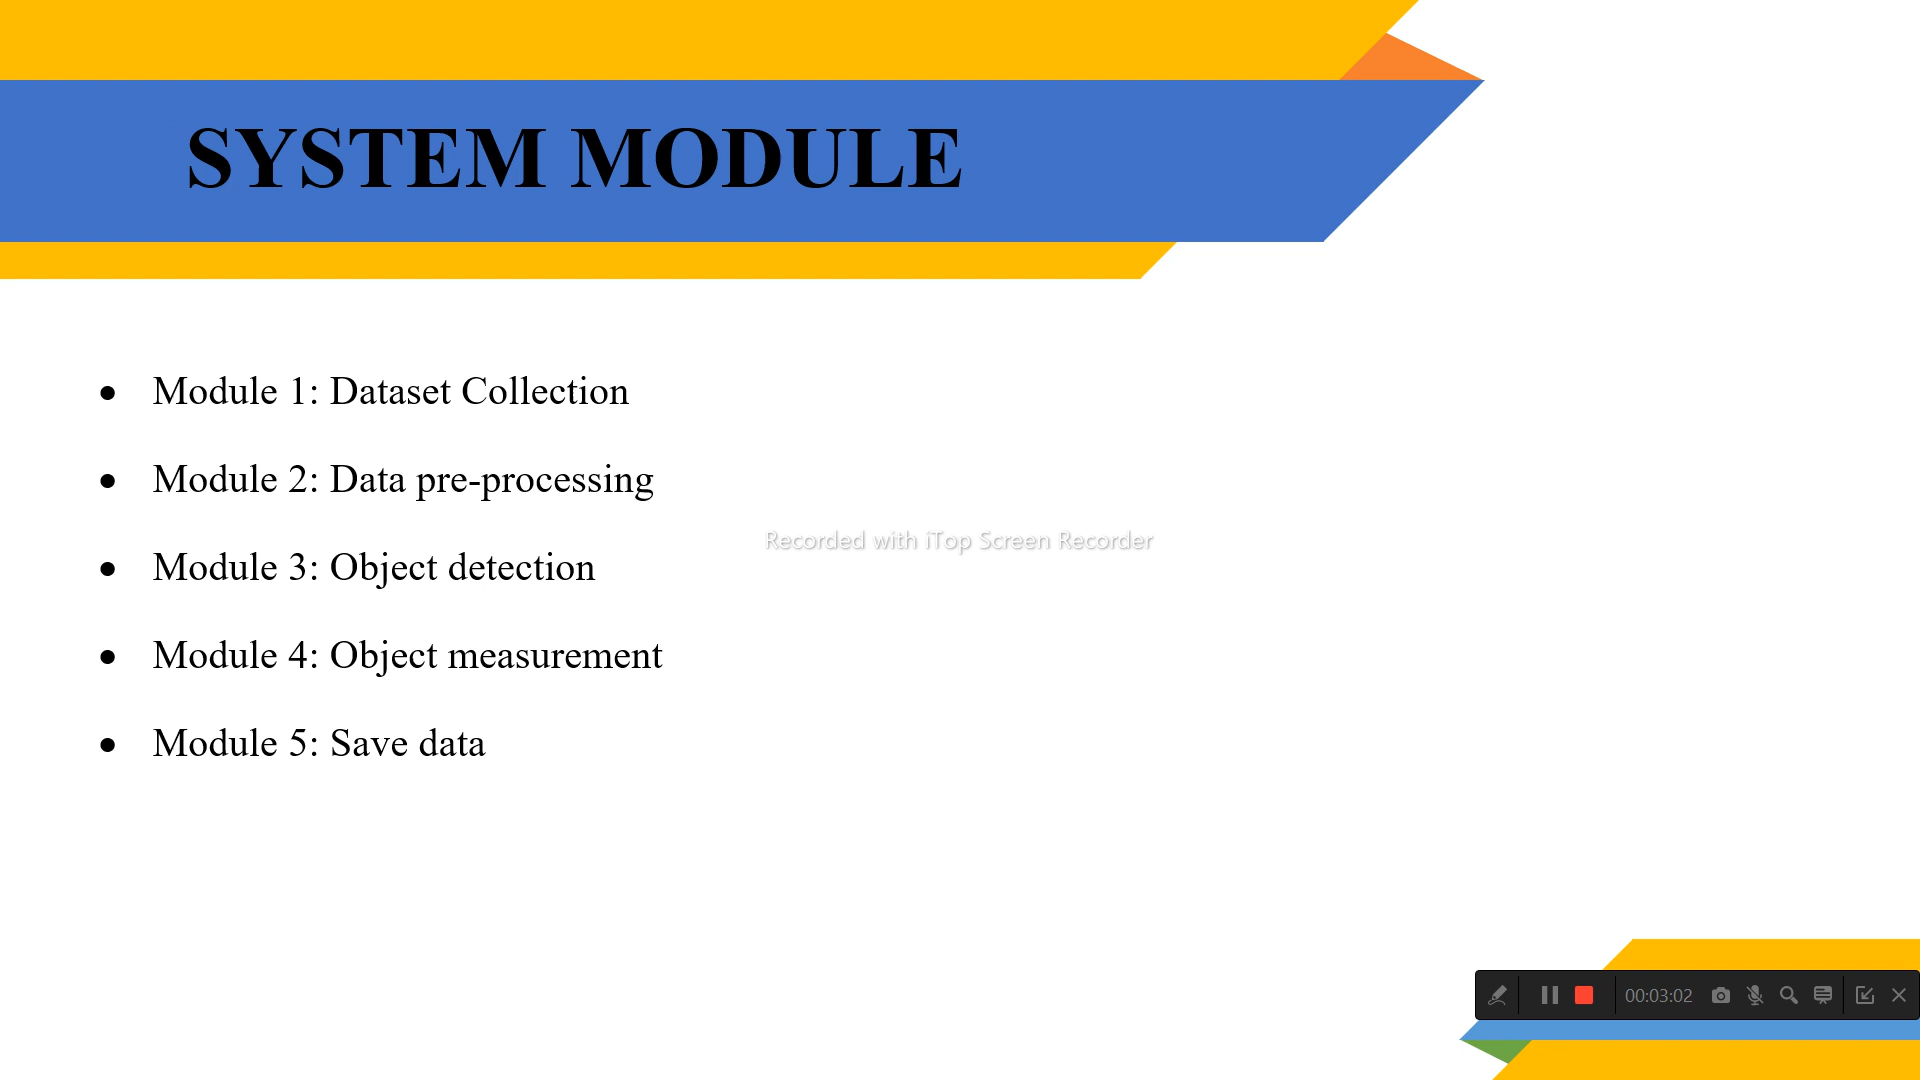 SYSTEM MODULE
• Module 1: Dataset Collection
• Module 2: Data pre-processing
Recorded with iTop Screen Recorder
• Module 3: Object detection
• Module 4: Object measurement
• Module 5: Save data
00:03:02